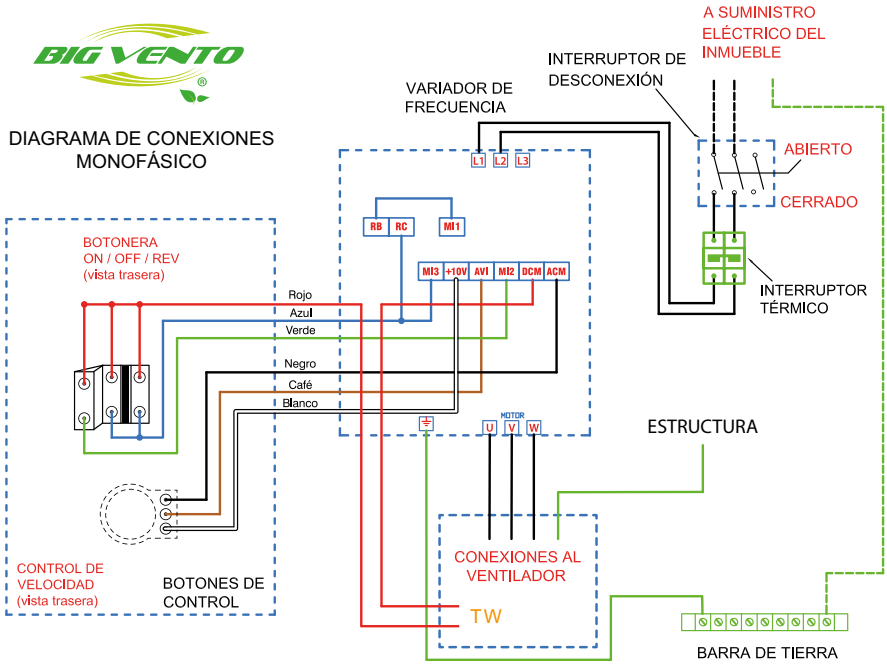 BIG VENTO
®
DIAGRAMA DE CONEXIONES
MONOFÁSICO
A SUMINISTRO
ELÉCTRICO DEL
INMUEBLE
INTERRUPTOR DE
DESCONEXIÓN
VARIADOR DE
FRECUENCIA
ABIERTO
CERRADO
INTERRUPTOR
TÉRMICO
L1 L2 L3
RB RC MI1
MI3 +10V AVI MI2 DCM ACM
BOTONERA
ON / OFF / REV
(vista trasera)
Rojo
Azul
Verde
Negro
Café
Blanco
MOTOR
U V W
ESTRUCTURA
CONTROL DE
VELOCIDAD
(vista trasera)
BOTONES DE
CONTROL
CONEXIONES AL
VENTILADOR
TW
BARRA DE TIERRA